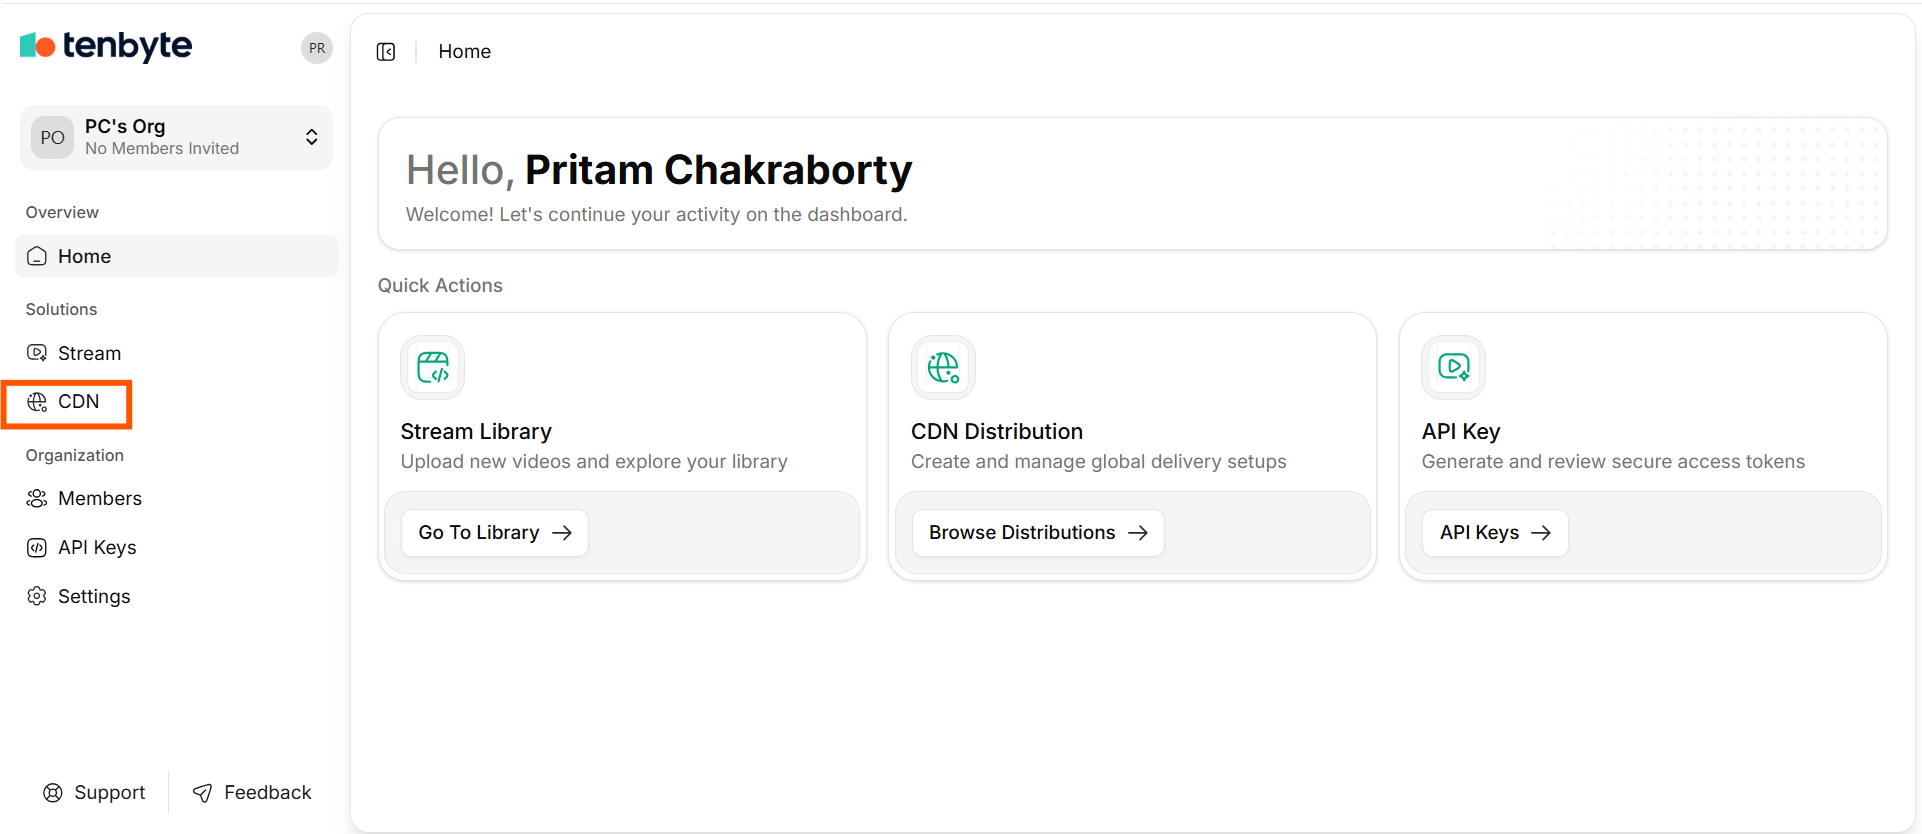 tenbyte
PR
PO
PC's Org
No Members Invited
Overview
Home
Solutions
Stream
CDN
Organization
Members
API Keys
Settings
Support
Feedback
Home
Hello, Pritam Chakraborty
Welcome! Let's continue your activity on the dashboard.
Quick Actions
Stream Library
Upload new videos and explore your library
Go To Library
CDN Distribution
Create and manage global delivery setups
Browse Distributions
API Key
Generate and review secure access tokens
API Keys